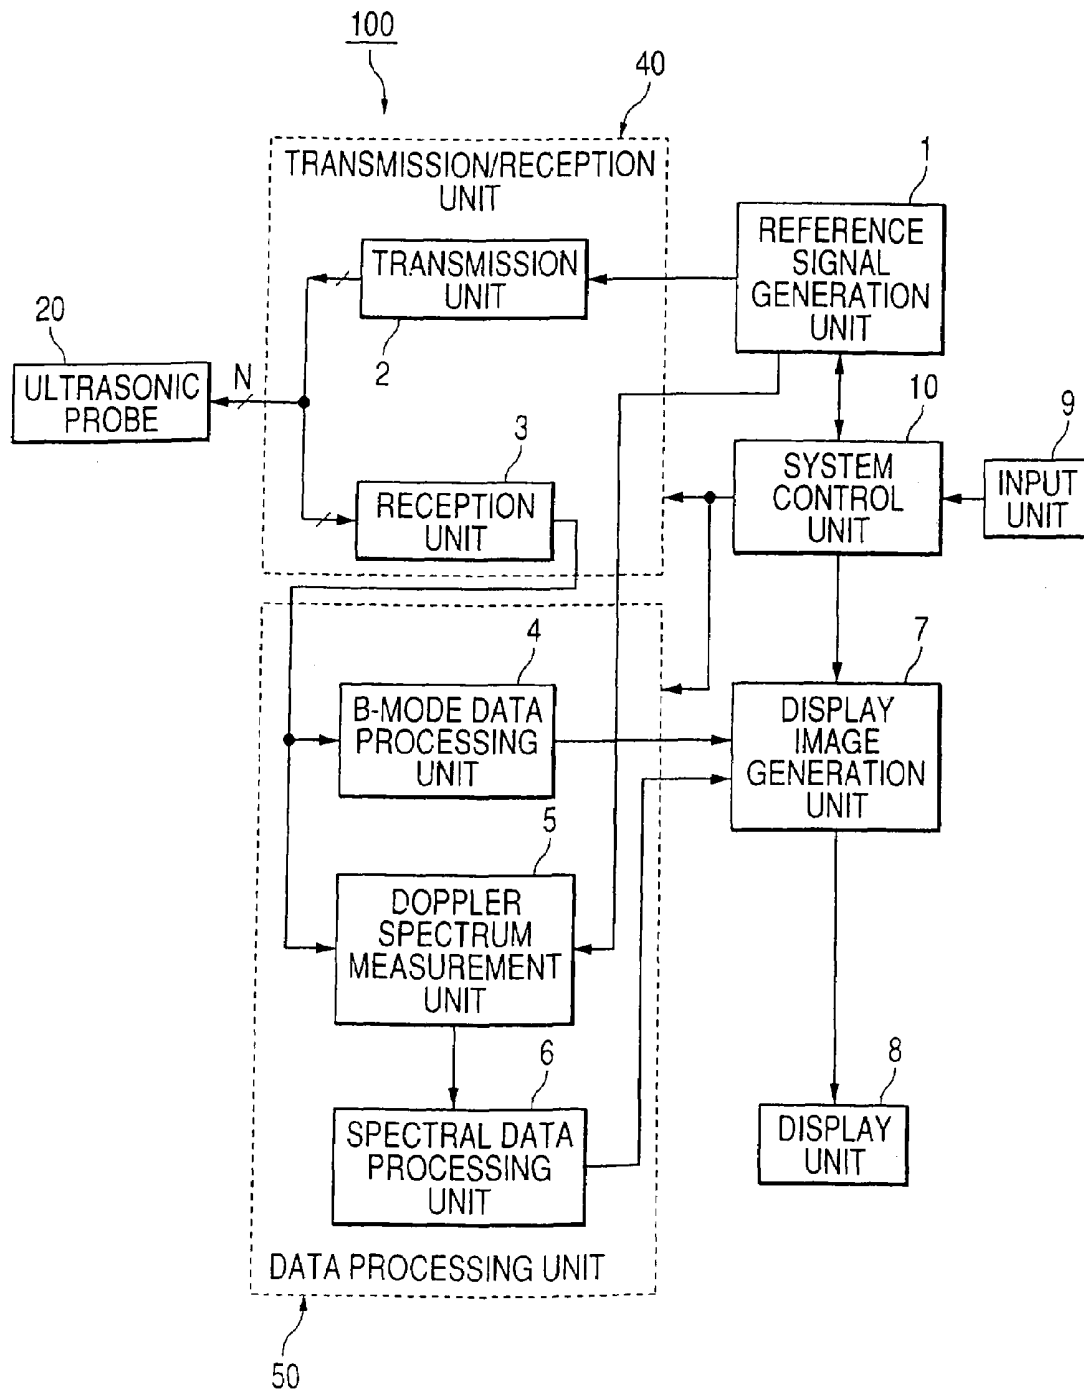 100
40
TRANSMISSION/RECEPTION
UNIT
1
REFERENCE
SIGNAL
GENERATION
UNIT
TRANSMISSION
UNIT
2
20
ULTRASONIC
PROBE
N
3
RECEPTION
UNIT
10
SYSTEM
CONTROL
UNIT
9
INPUT
UNIT
4
B-MODE DATA
PROCESSING
UNIT
7
DISPLAY
IMAGE
GENERATION
UNIT
5
DOPPLER
SPECTRUM
MEASUREMENT
UNIT
6
SPECTRAL DATA
PROCESSING
UNIT
8
DISPLAY
UNIT
DATA PROCESSING UNIT
50